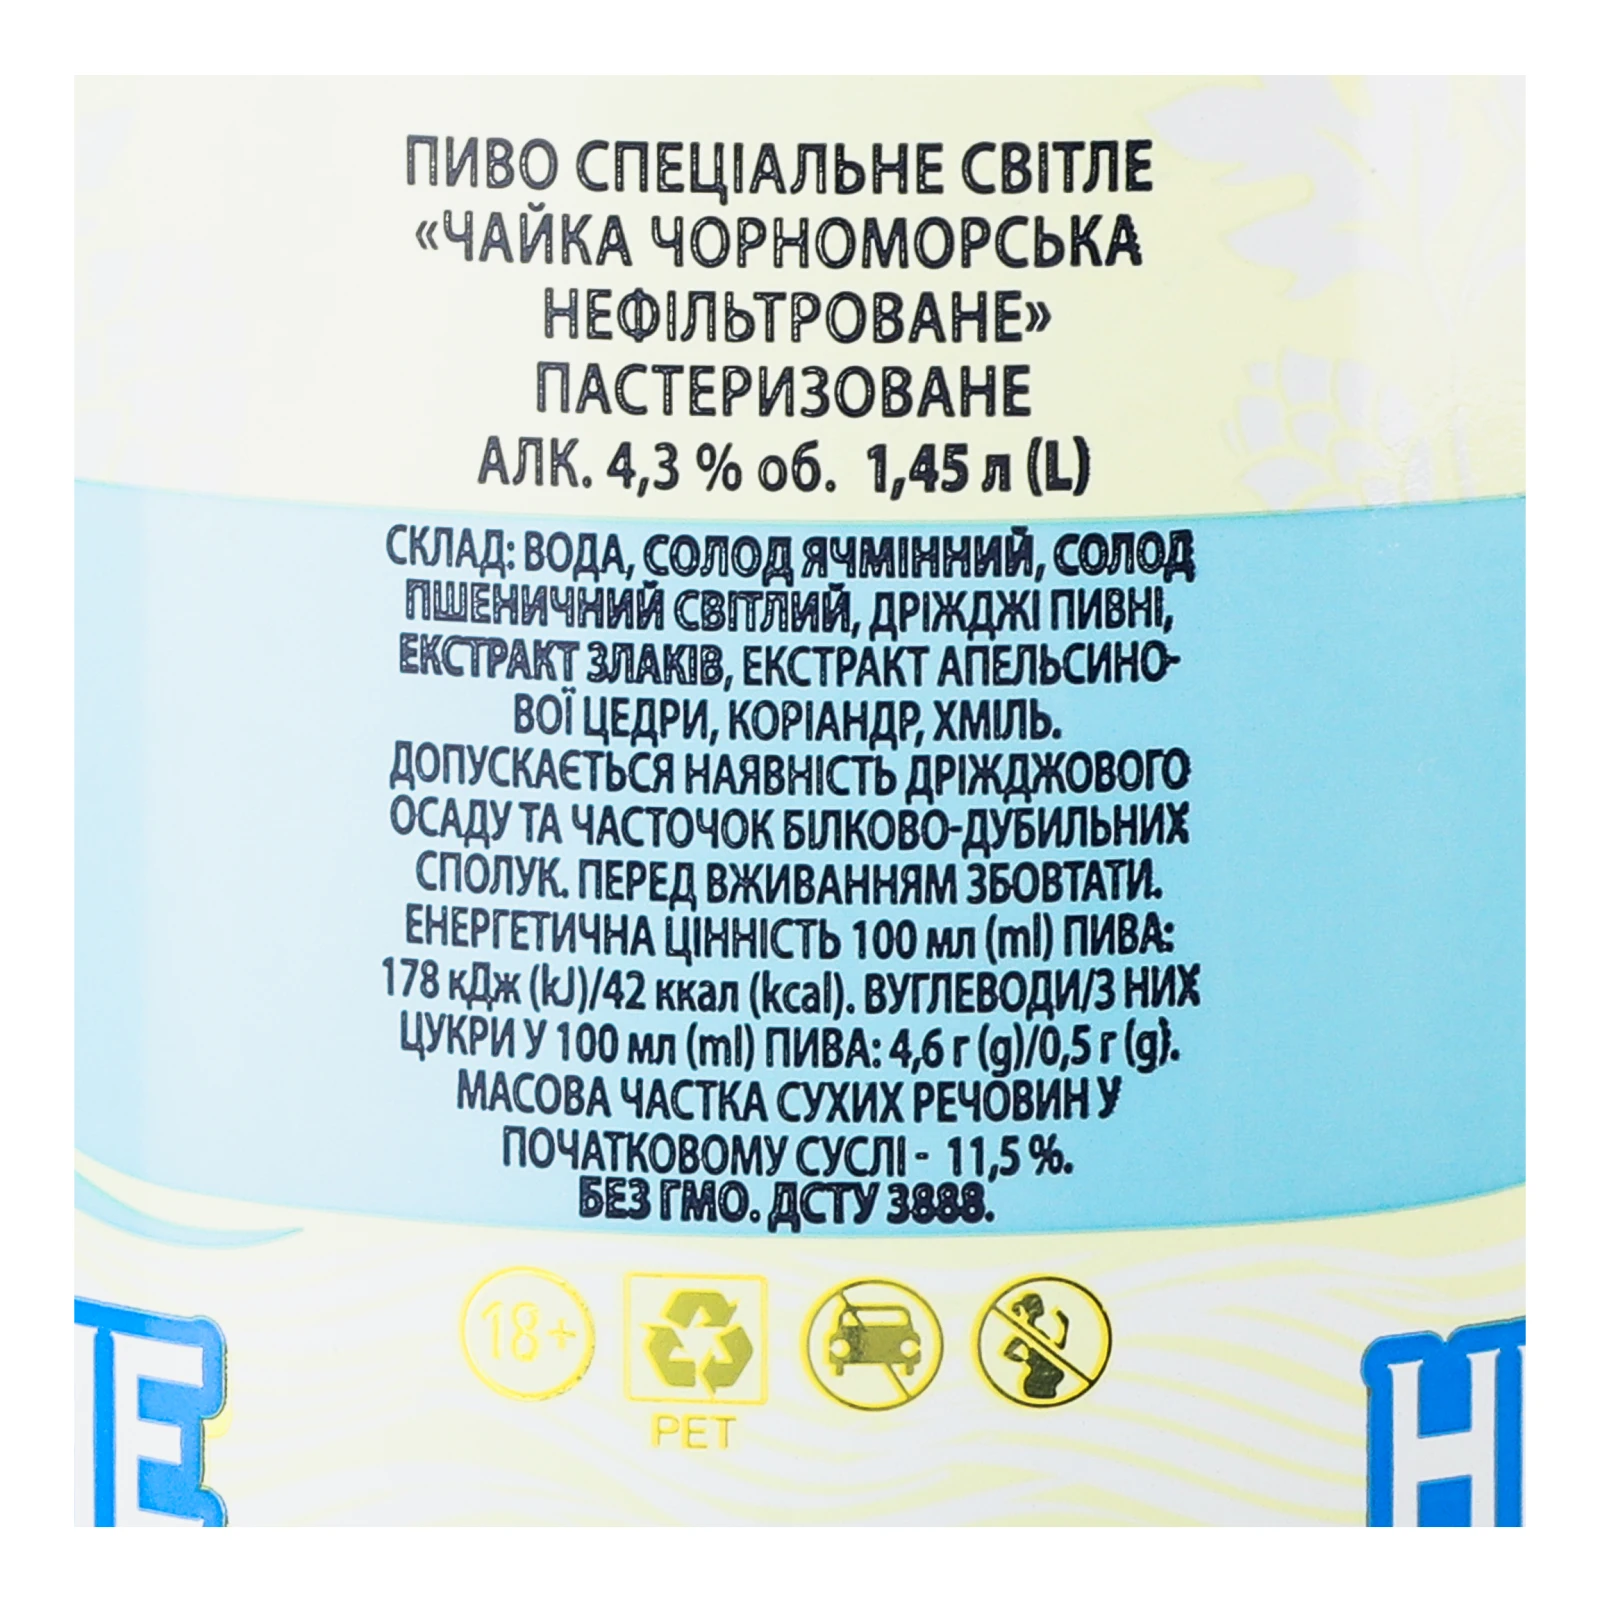 ПИВО СПЕЦІАЛЬНЕ СВІТЛЕ
«ЧАЙКА ЧОРНОМОРСЬКА
НЕФІЛЬТРОВАНЕ»
ПАСТЕРИЗОВАНЕ
АЛК. 4,3 % об. 1,45 л (L)
СКЛАД: ВОДА, СОЛОД ЯЧМІННИЙ, СОЛОД
ПШЕНИЧНИЙ СВІТЛИЙ, ДРІЖДЖІ ПИВНІ,
ЕКСТРАКТ ЗЛАКІВ, ЕКСТРАКТ АПЕЛЬСИНО-
ВОЇ ЦЕДРИ, КОРІАНДР, ХМІЛЬ.
ДОПУСКАЄТЬСЯ НАЯВНІСТЬ ДРІЖДЖОВОГО
ОСАДУ ТА ЧАСТОЧОК БІЛКОВО-ДУБИЛЬНИХ
СПОЛУК. ПЕРЕД ВЖИВАННЯМ ЗБОВТАТИ.
ЕНЕРГЕТИЧНА ЦІННІСТЬ 100 мл (ml) ПИВА:
178 кДж (kJ)/42 ккал (kcal). ВУГЛЕВОДИ/З НИХ
ЦУКРИ У 100 мл (ml) ПИВА: 4,6 г (g)/0,5 г (g).
МАСОВА ЧАСТКА СУХИХ РЕЧОВИН У
ПОЧАТКОВОМУ СУСЛІ - 11,5 %.
БЕЗ ГМО. ДСТУ 3888.
18+
PET
Е
Н